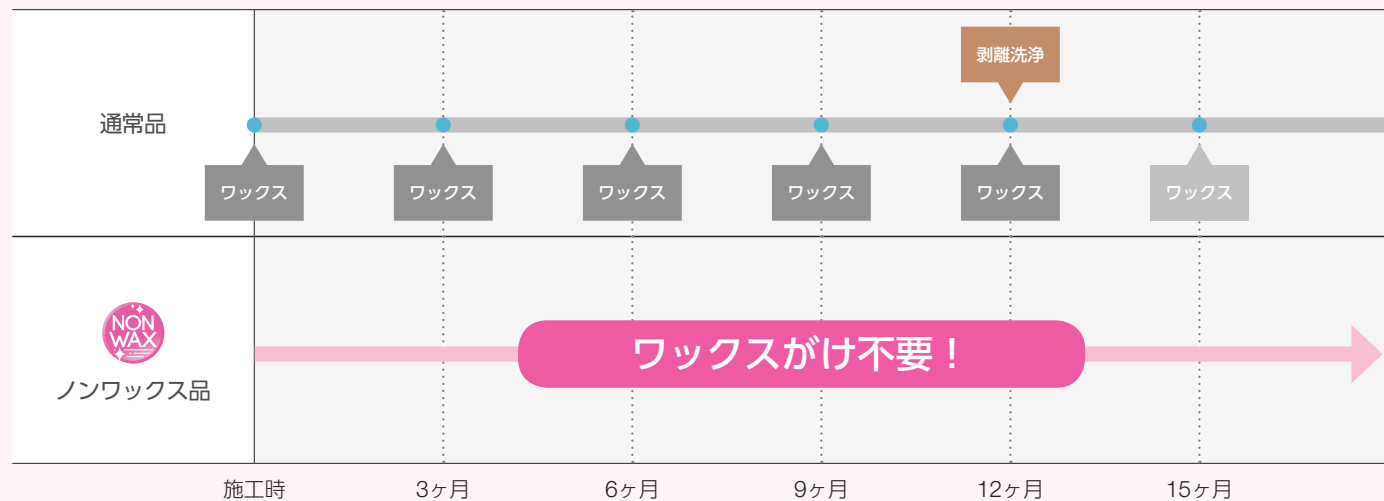 剥離洗浄
通常品
ワックス ワックス ワックス ワックス ワックス ワックス
NON
WAX
ワックスがけ不要！
ノンワックス品
施工時 3ヶ月 6ヶ月 9ヶ月 12ヶ月 15ヶ月